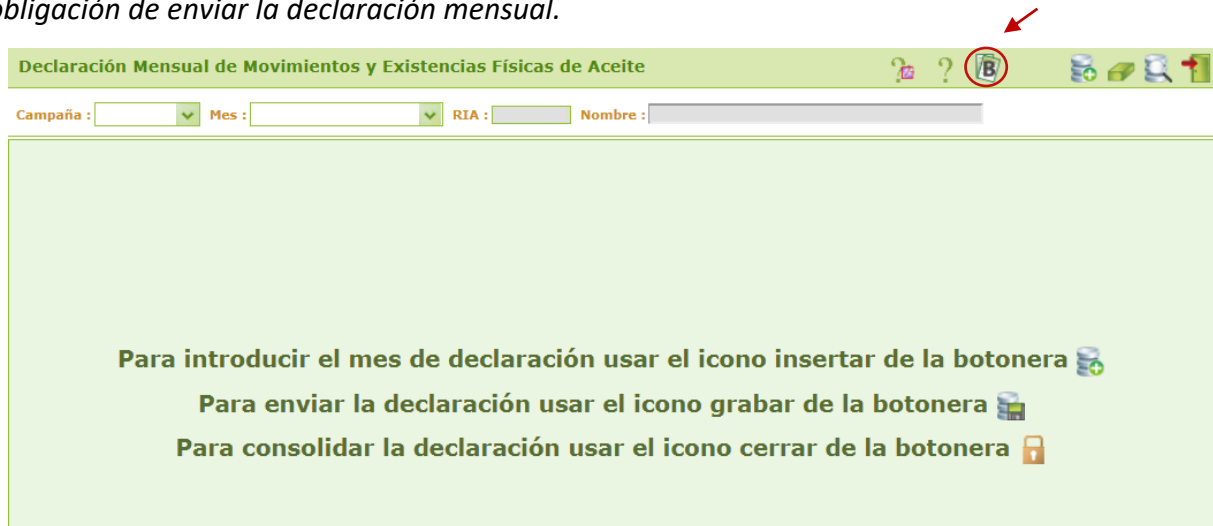 obligación de enviar la declaración mensual.
Declaración Mensual de Movimientos y Existencias Físicas de Aceite ? ? B
Campaña : Mes : RIA : Nombre :
Para introducir el mes de declaración usar el icono insertar de la botonera
Para enviar la declaración usar el icono grabar de la botonera
Para consolidar la declaración usar el icono cerrar de la botonera